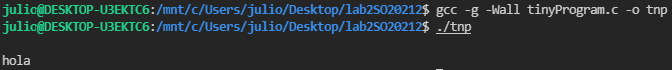 julio@DESKTOP-U3EKTC6:/mnt/c/Users/julio/Desktop/lab2SO20212$ gcc -g -Wall tinyProgram.c -o tnp
julio@DESKTOP-U3EKTC6:/mnt/c/Users/julio/Desktop/lab2SO20212$ ./tnp
hola